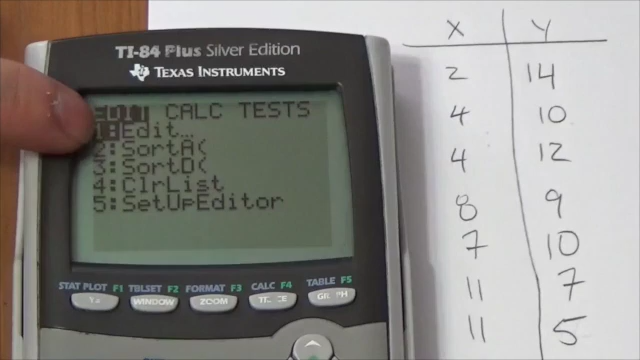 TI-84 Plus Silver Edition
TEXAS INSTRUMENTS
EDIT CALC TESTS
1:Edit…
2:SortA(
3:SortD(
4:ClrList
5:SetUpEditor
STAT PLOT F1 TBLSET F2 FORMAT F3 CALC F4 TABLE F5
Y= WINDOW ZOOM TRACE GRAPH
X Y
2 14
4 10
4 12
8 9
7 10
11 7
11 5